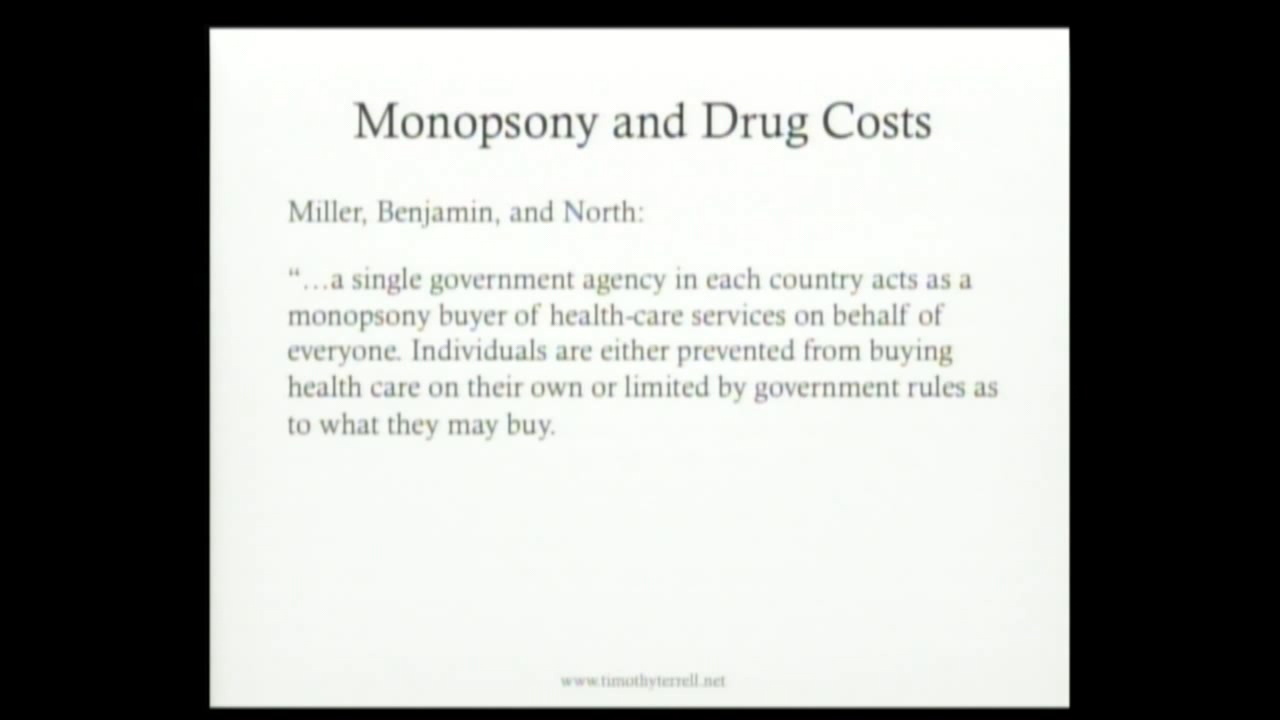 Monopsony and Drug Costs
Miller, Benjamin, and North:
“…a single government agency in each country acts as a
monopsony buyer of health-care services on behalf of
everyone. Individuals are either prevented from buying
health care on their own or limited by government rules as
to what they may buy.
www.timothyterrell.net